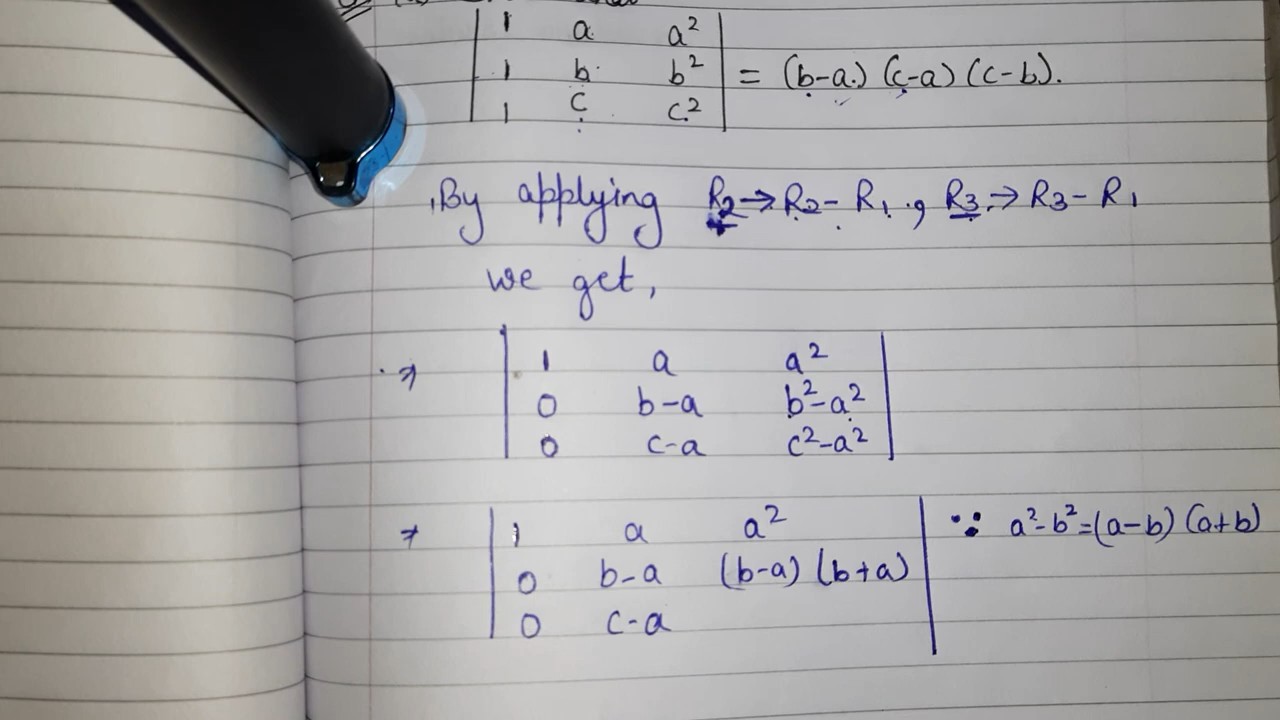 | 1 a a² |
| 1 b b² | = (b-a) (c-a) (c-b).
| 1 c c² |
By applying R₂→R₂-R₁, R₃→R₃-R₁
we get,
| 1 a a² |
⇒ | 0 b-a b²-a² |
| 0 c-a c²-a² |
⇒ | 1 a a² | ∵ a²-b²=(a-b) (a+b)
| 0 b-a (b-a) (b+a) |
| 0 c-a |